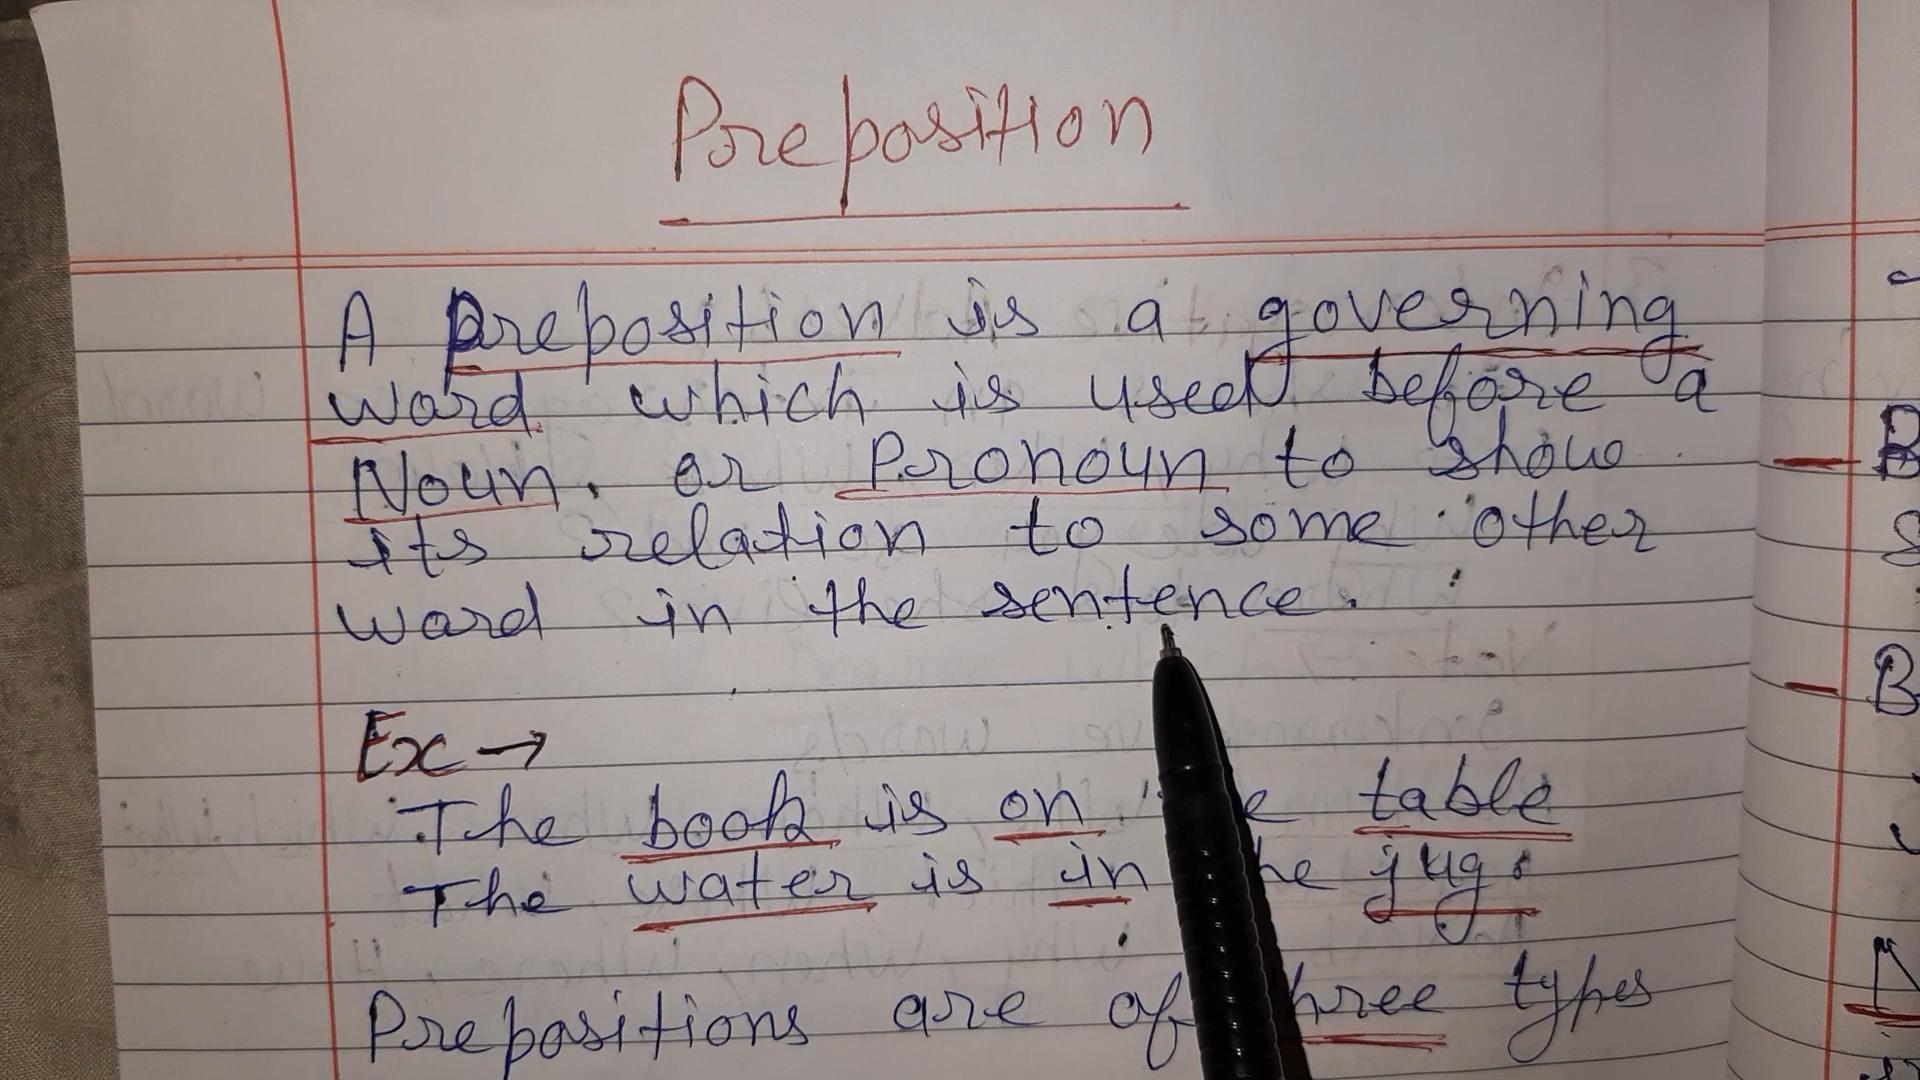 Preposition
A Preposition is a governing
word which is used before a
Noun. or Pronoun to show
its relation to some other
word in the sentence.
Ex →
The book is on table
The water is in the jug.
Prepositions are of three types